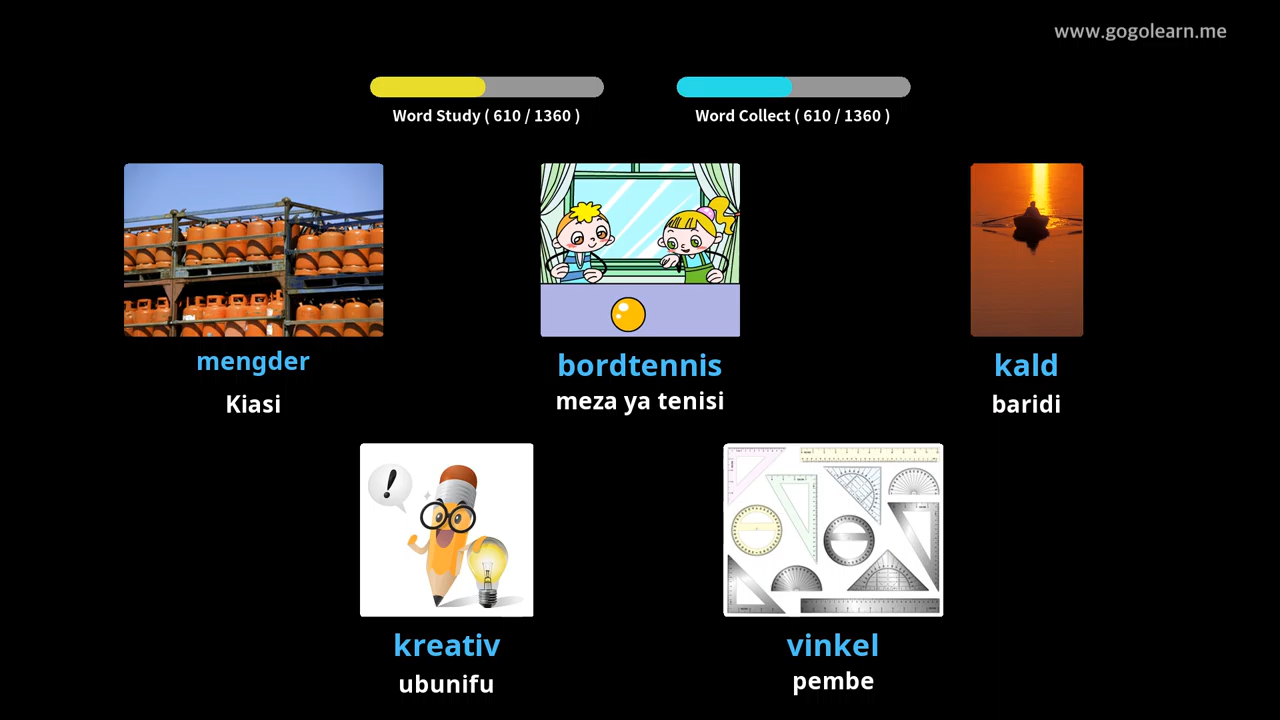 www.gogolearn.me
Word Study ( 610 / 1360 )
Word Collect ( 610 / 1360 )
mengder
Kiasi
bordtennis
meza ya tenisi
kald
baridi
kreativ
ubunifu
vinkel
pembe